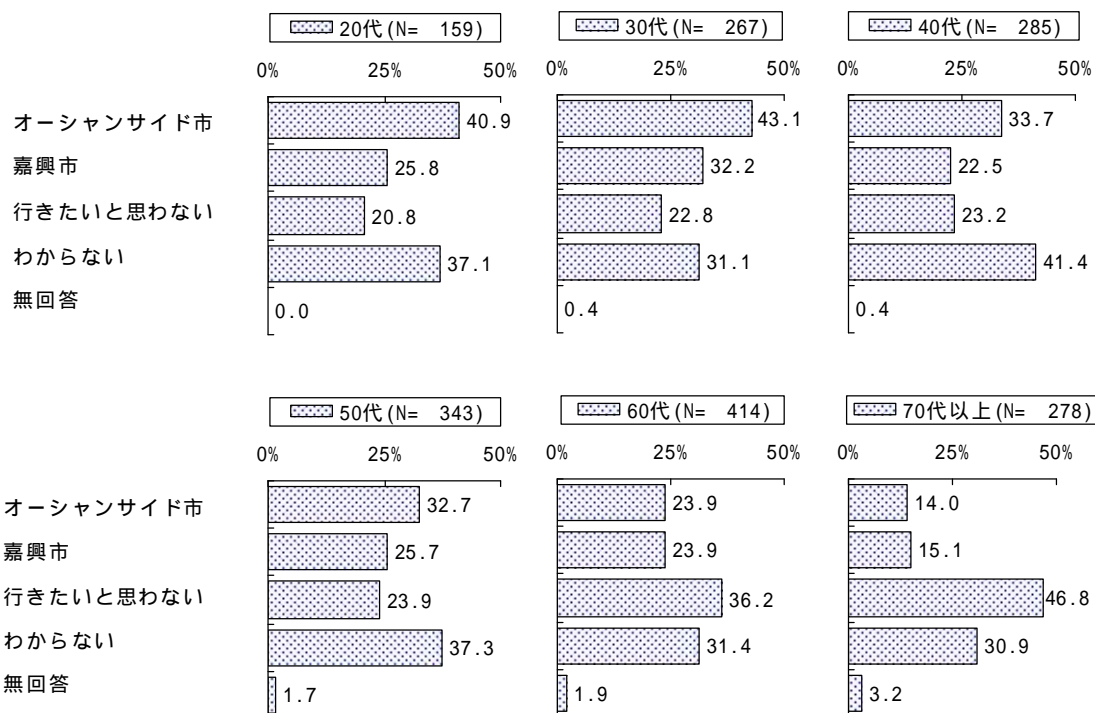 20代(N= 159) 30代(N= 267) 40代(N= 285)
0% 25% 50% 0% 25% 50% 0% 25% 50%
オーシャンサイド市 40.9 43.1 33.7
嘉興市 25.8 32.2 22.5
行きたいと思わない 20.8 22.8 23.2
わからない 37.1 31.1 41.4
無回答 0.0 0.4 0.4
50代(N= 343) 60代(N= 414) 70代以上(N= 278)
0% 25% 50% 0% 25% 50% 0% 25% 50%
オーシャンサイド市 32.7 23.9 14.0
嘉興市 25.7 23.9 15.1
行きたいと思わない 23.9 36.2 46.8
わからない 37.3 31.4 30.9
無回答 1.7 1.9 3.2